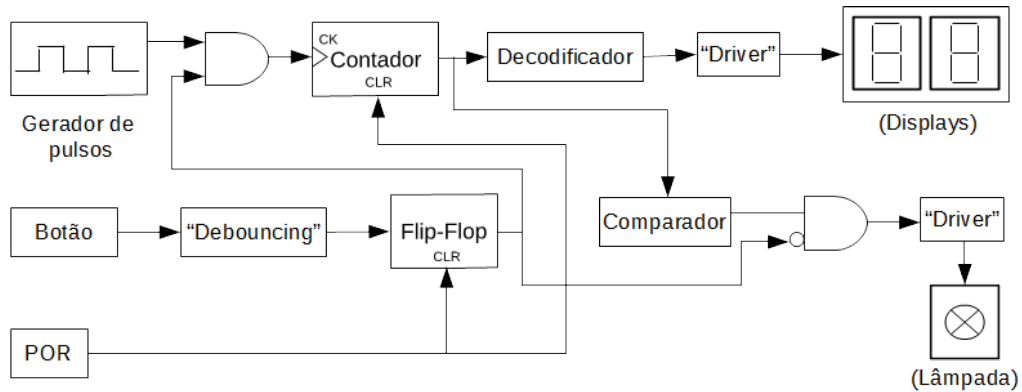 CK
Contador
CLR
Decodificador
“Driver”
Gerador de
pulsos
(Displays)
Botão
“Debouncing”
Flip-Flop
CLR
Comparador
“Driver”
POR
(Lâmpada)